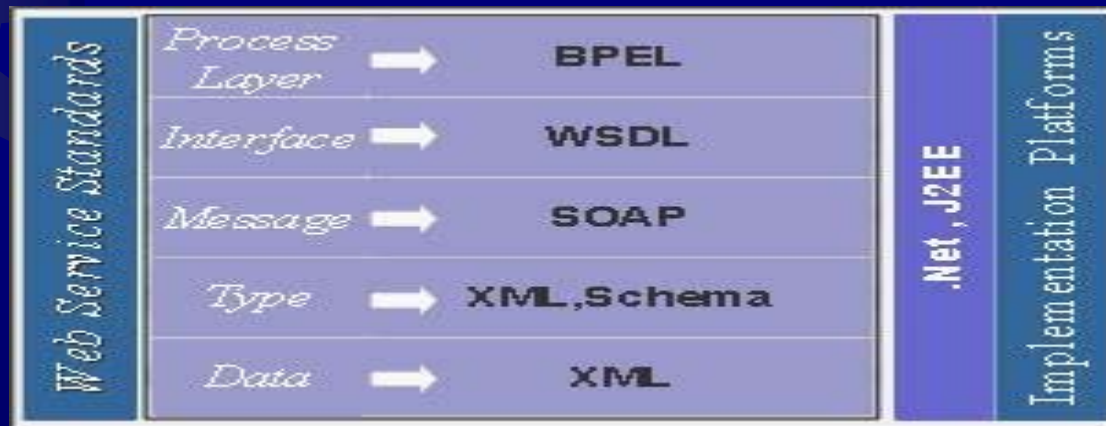 Web Service Standards
Process
Layer
BPEL
Interface
WSDL
Message
SOAP
Type
XML,Schema
Data
XML
.Net , J2EE
Implementation Platforms